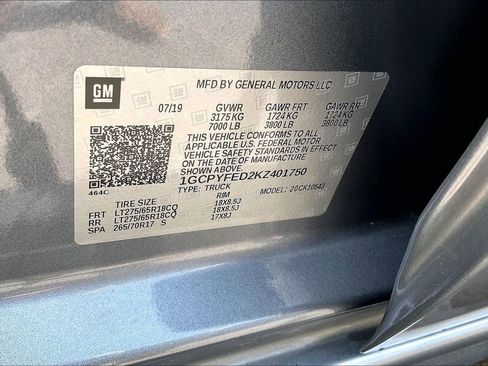 GM
MFD BY GENERAL MOTORS LLC
07/19 GVWR GAWR FRT GAWR RR
3175 KG 1724 KG 1724 KG
7000 LB 3800 LB 3800 LB
THIS VEHICLE CONFORMS TO ALL
APPLICABLE U.S. FEDERAL MOTOR
VEHICLE SAFETY STANDARDS IN EFFECT
ON THE DATE OF MANUFACTURE SHOWN ABOVE.
1GCPYFED2KZ401750
464C TYPE: TRUCK MODEL: 20CK10543
TIRE SIZE RIM
FRT LT275/65R18CQ 18X8.5J
RR LT275/65R18CQ 18X8.5J
SPA 265/70R17 S 17X8J